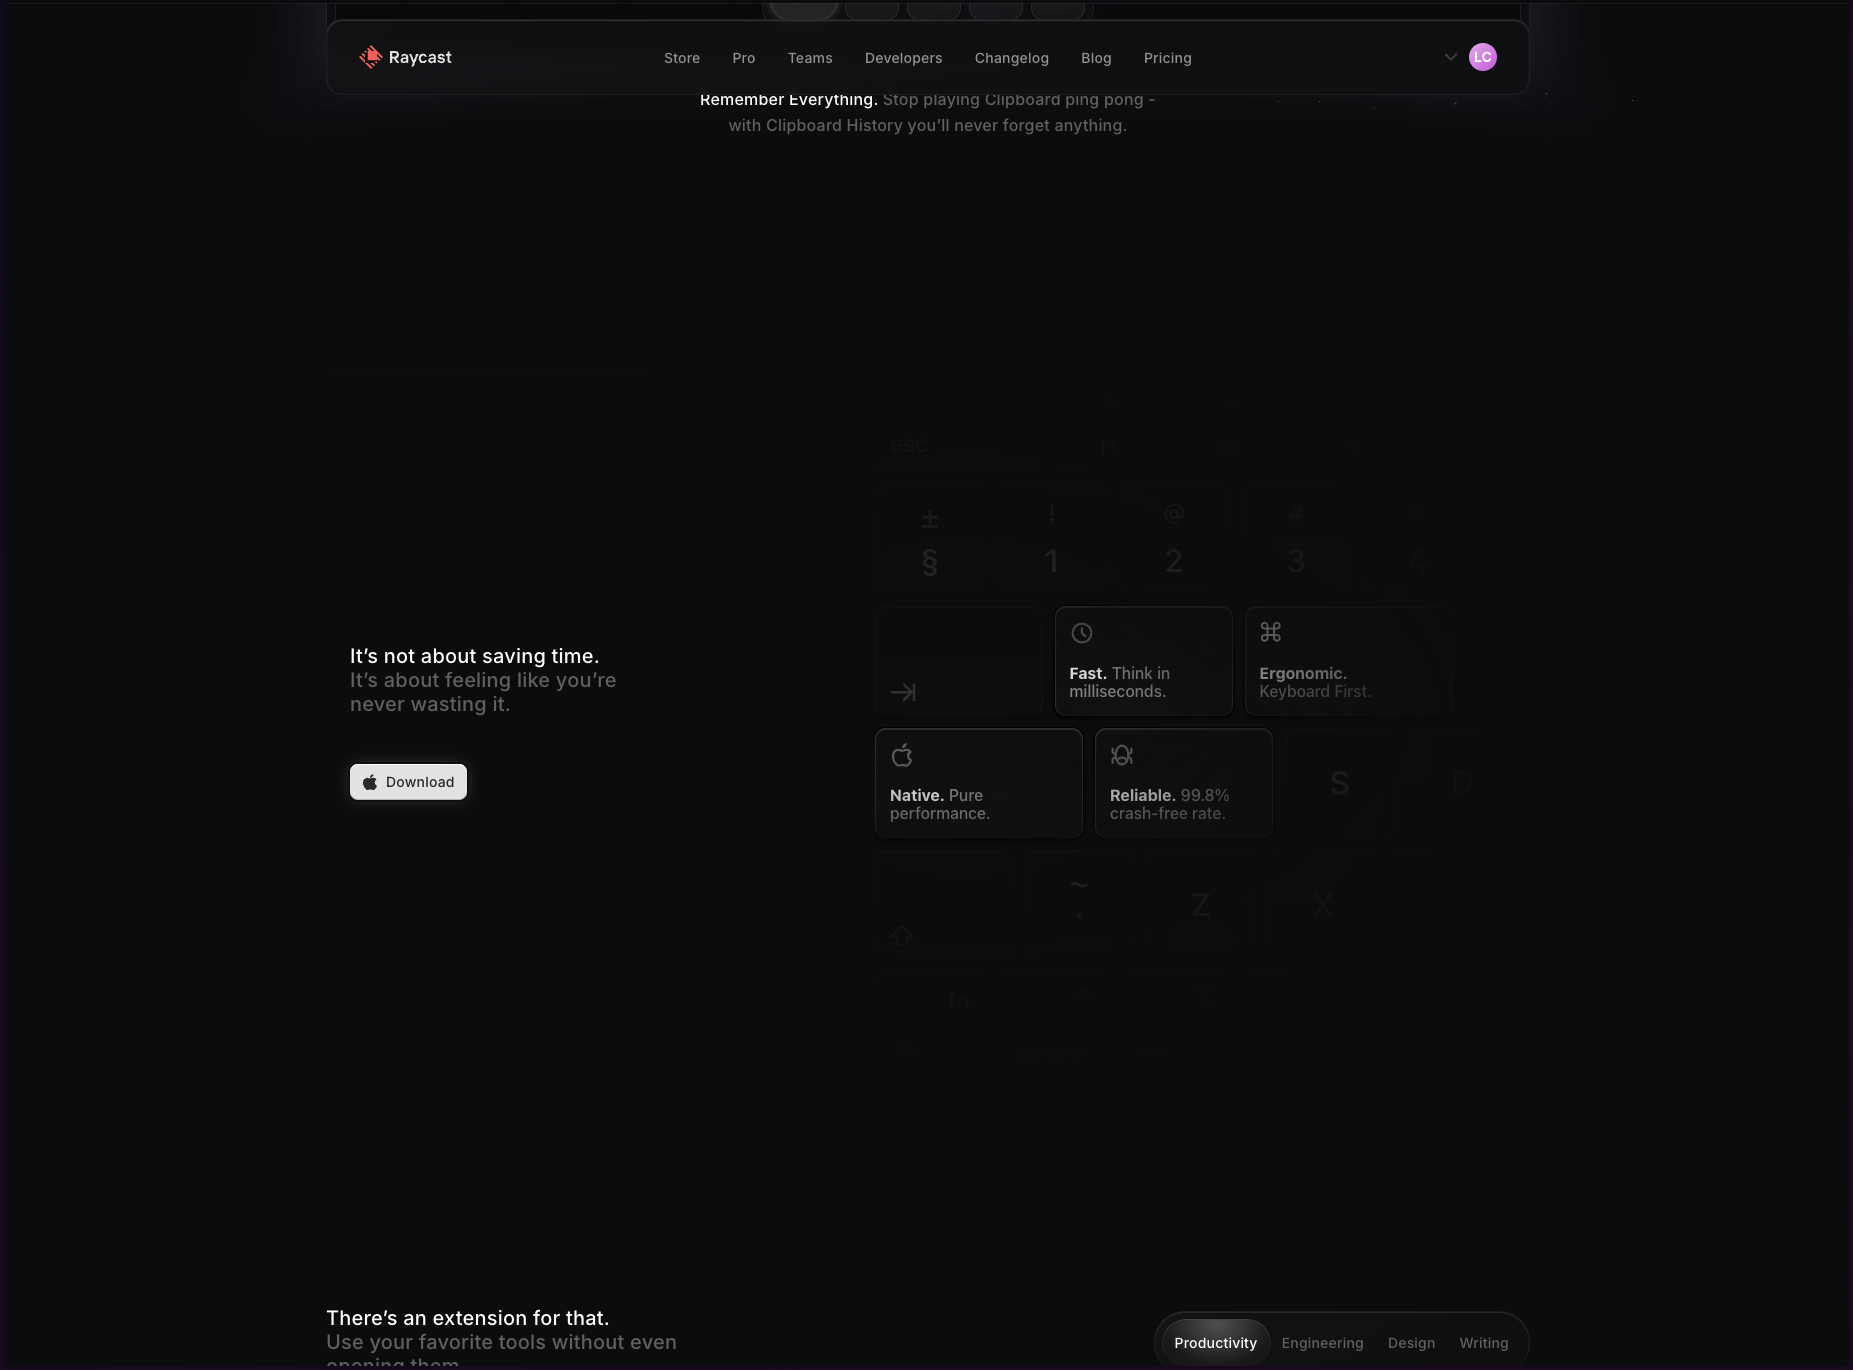 Raycast
Store Pro Teams Developers Changelog Blog Pricing
LC
Remember Everything. Stop playing Clipboard ping pong -
with Clipboard History you’ll never forget anything.
esc F1 F2
± ! @ #
§ 1 2 3 4
It’s not about saving time.
It’s about feeling like you’re
never wasting it.
Download
Fast. Think in
milliseconds.
Ergonomic.
Keyboard First.
Native. Pure
performance.
Reliable. 99.8%
crash-free rate.
S D
~
` Z X
fn
There’s an extension for that.
Use your favorite tools without even
opening them.
Productivity Engineering Design Writing